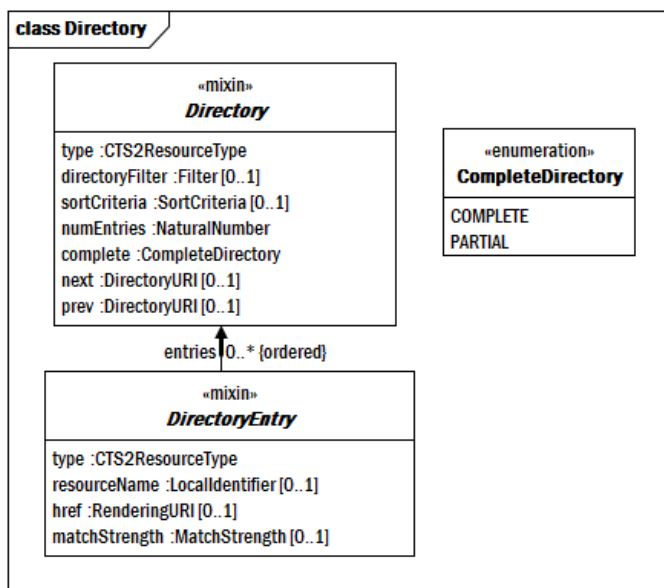 class Directory
«mixin»
Directory
type :CTS2ResourceType
directoryFilter :Filter [0..1]
sortCriteria :SortCriteria [0..1]
numEntries :NaturalNumber
complete :CompleteDirectory
next :DirectoryURI [0..1]
prev :DirectoryURI [0..1]
«enumeration»
CompleteDirectory
COMPLETE
PARTIAL
entries 0..* {ordered}
«mixin»
DirectoryEntry
type :CTS2ResourceType
resourceName :LocalIdentifier [0..1]
href :RenderingURI [0..1]
matchStrength :MatchStrength [0..1]